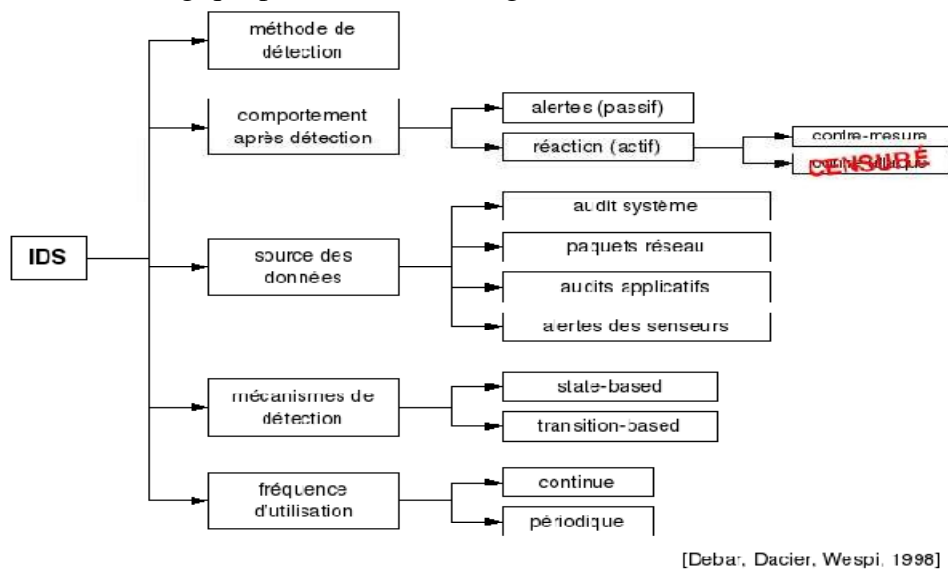 méthode de
détection
comportement
après détection
alertes (passif)
réaction (actif)
contre-mesure
CENSURÉ
IDS
source des
données
audit système
paquets réseau
audits applicatifs
alertes des senseurs
mécanismes de
détection
state-based
transition-based
fréquence
d'utilisation
continue
périodique
[Debar, Dacier, Wespi, 1998]